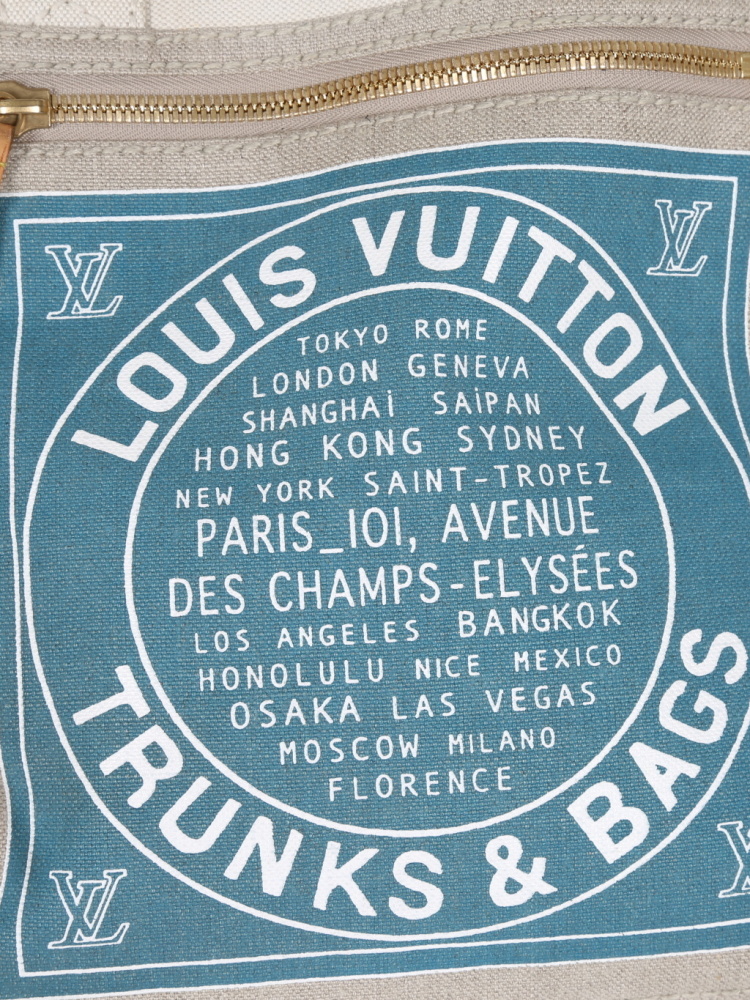 LV LV
LOUIS VUITTON
TOKYO ROME
LONDON GENEVA
SHANGHAi SAiPAN
HONG KONG SYDNEY
NEW YORK SAINT-TROPEZ
PARIS_101, AVENUE
DES CHAMPS-ELYSÉES
LOS ANGELES BANGKOK
HONOLULU NICE MEXICO
OSAKA LAS VEGAS
MOSCOW MILANO
FLORENCE
TRUNKS & BAGS
LV LV